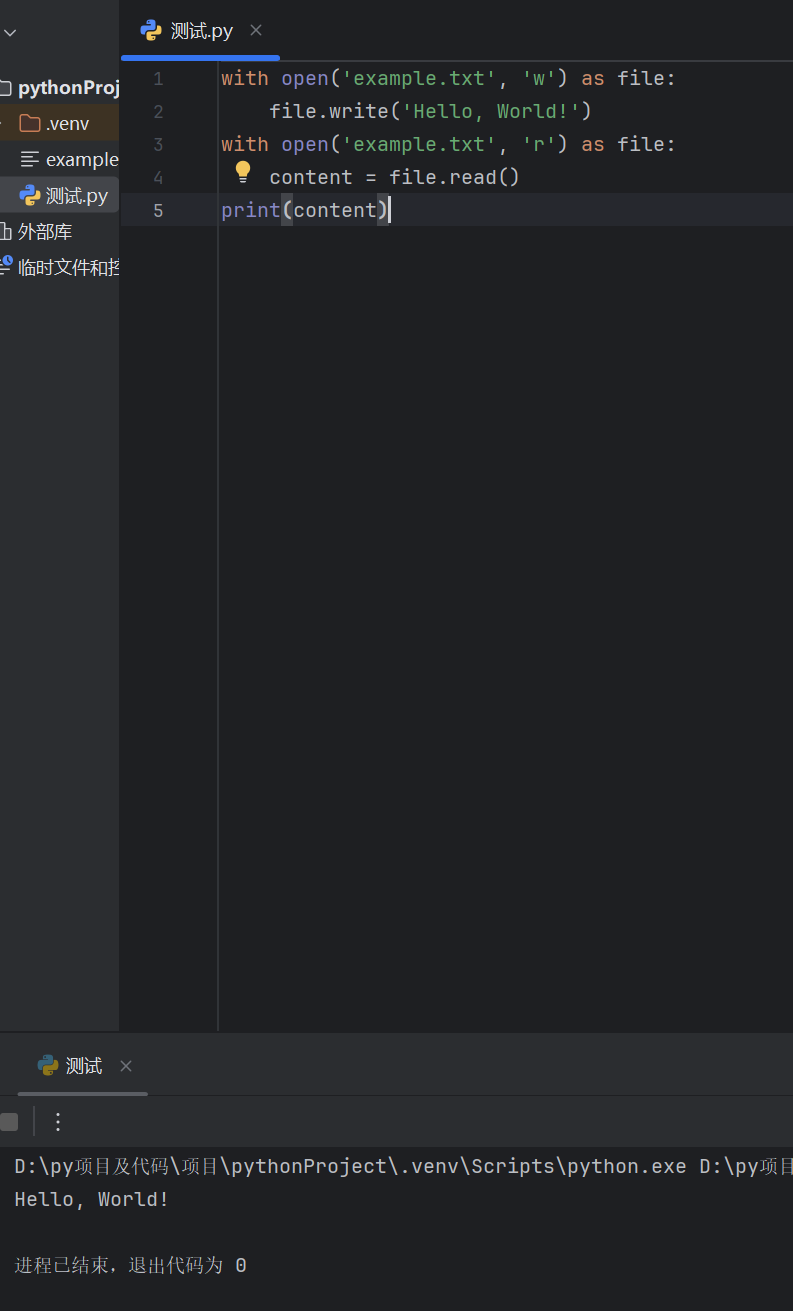 测试.py
pythonProj
.venv
example
测试.py
外部库
临时文件和控
1 with open('example.txt', 'w') as file:
2 file.write('Hello, World!')
3 with open('example.txt', 'r') as file:
4 content = file.read()
5 print(content)
测试
D:\py项目及代码\项目\pythonProject\.venv\Scripts\python.exe D:\py项目
Hello, World!
进程已结束，退出代码为 0